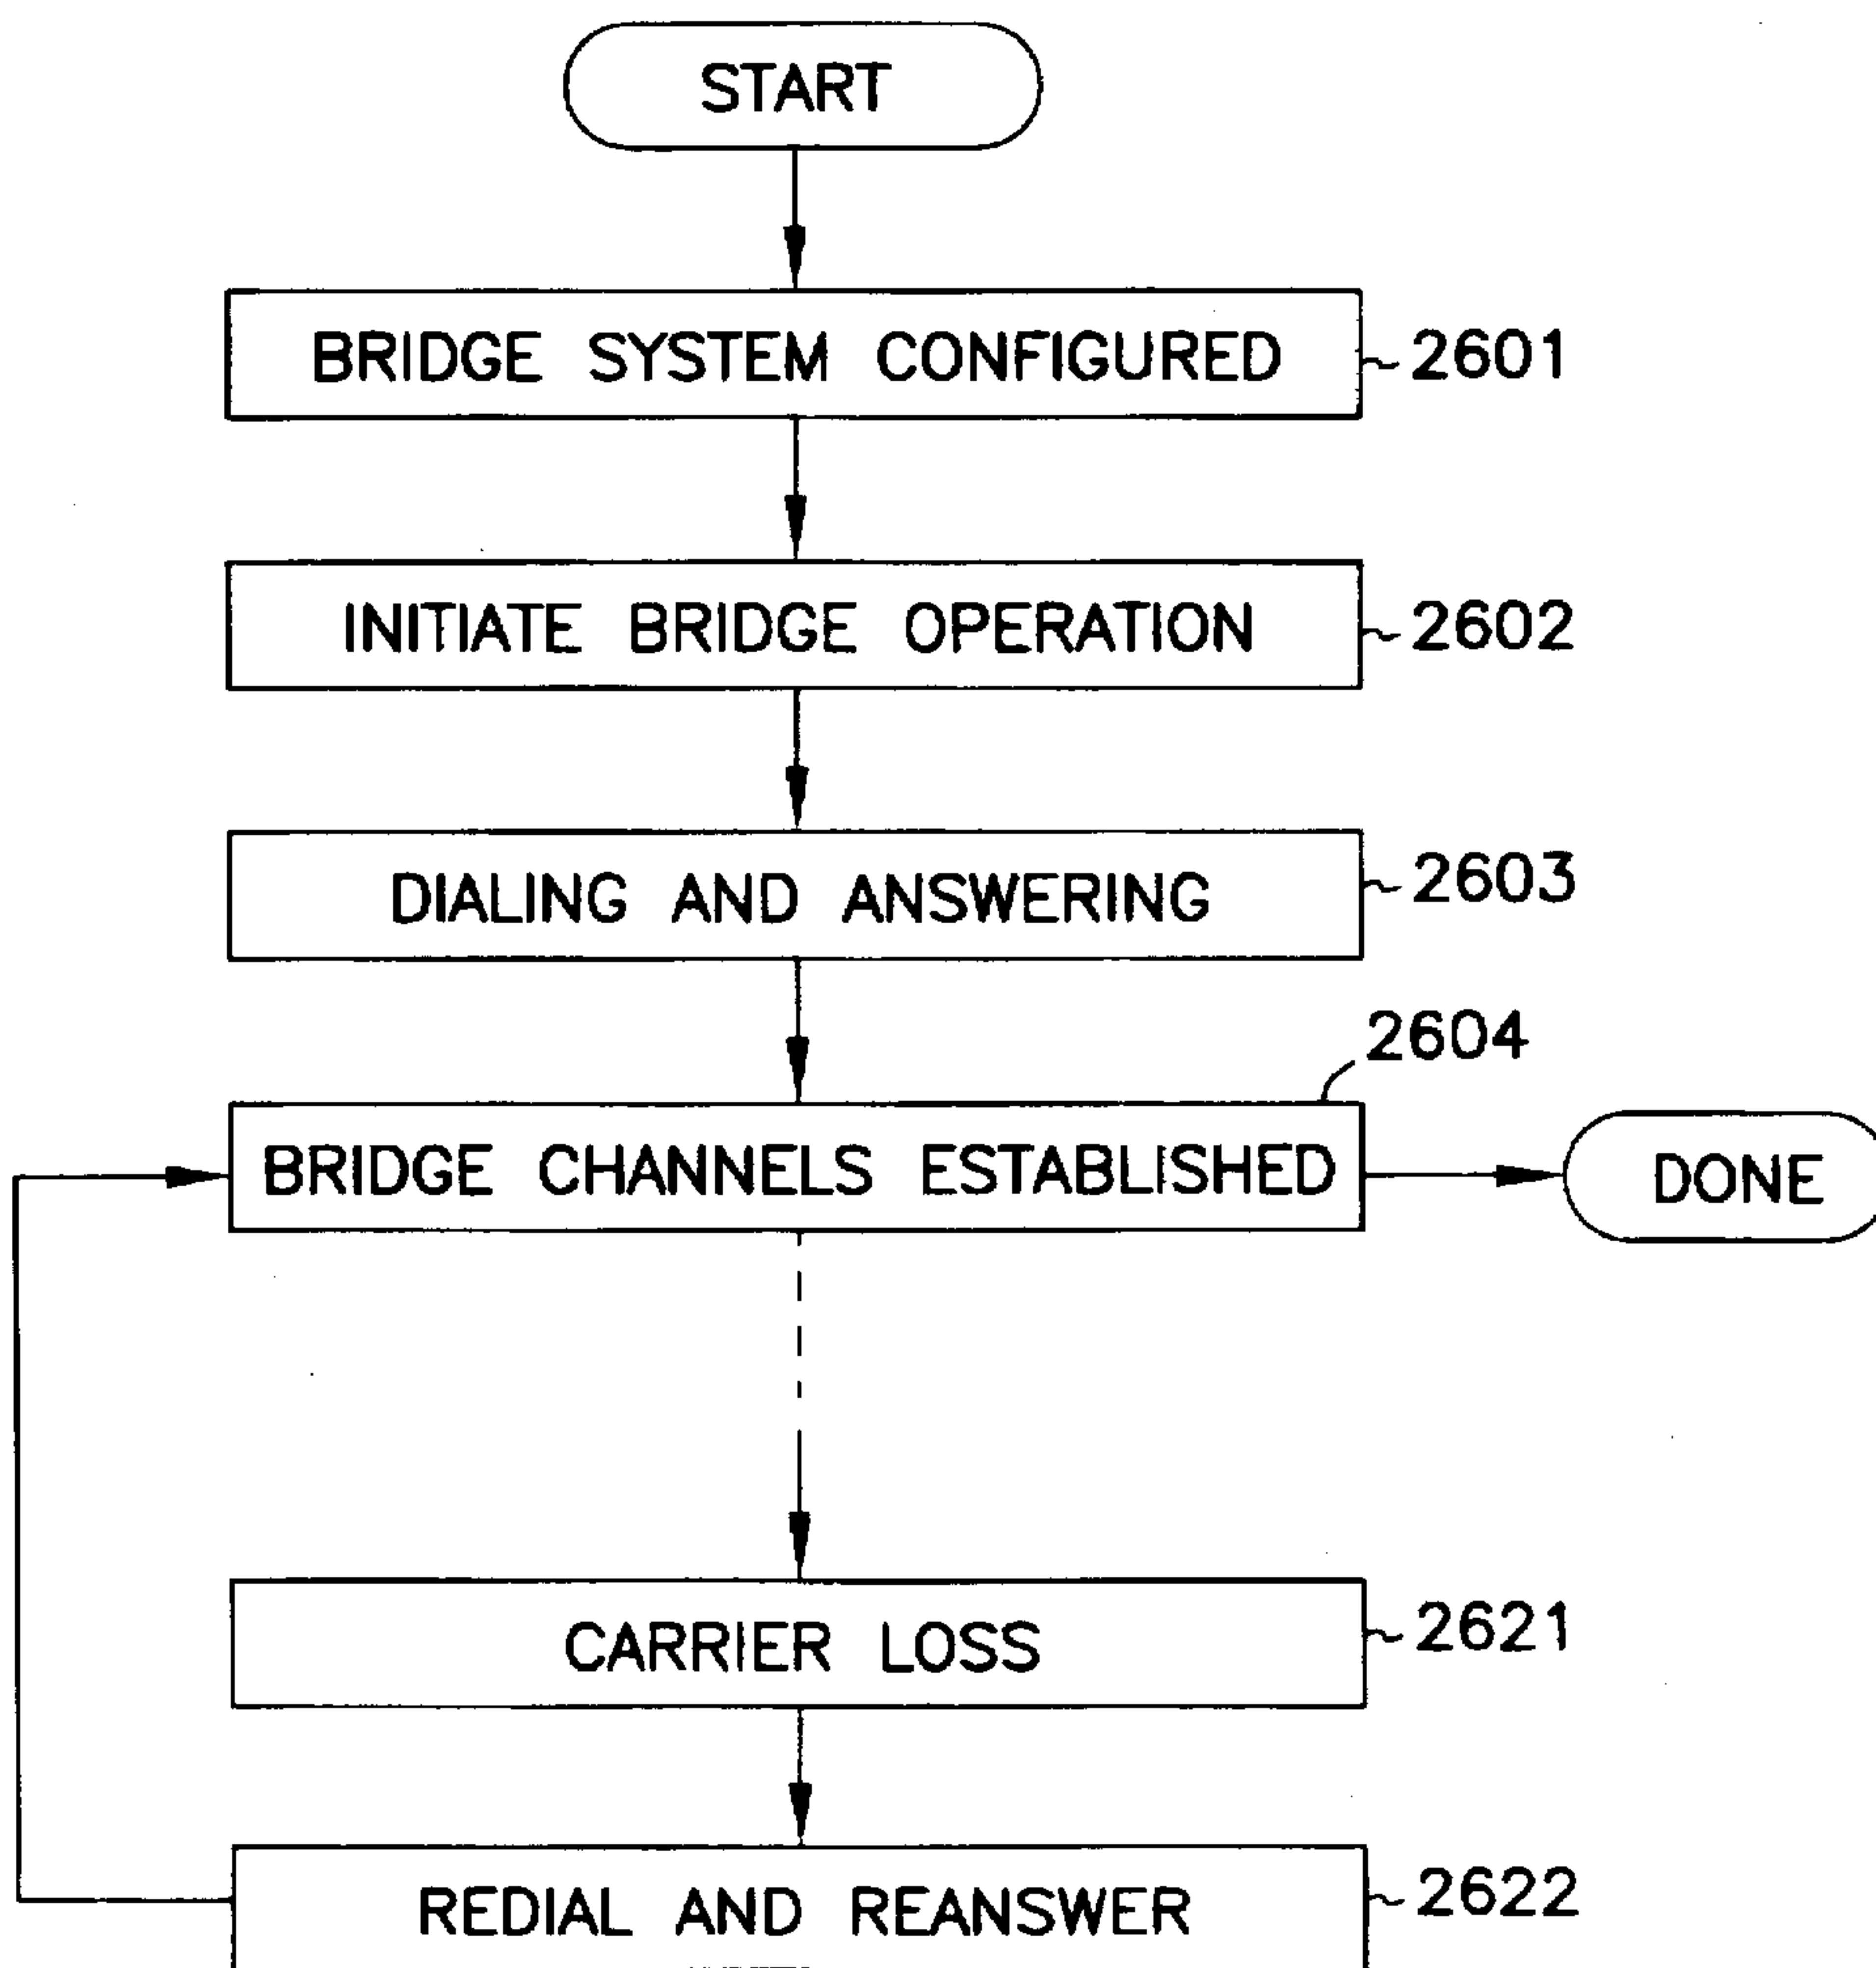 START
BRIDGE SYSTEM CONFIGURED
2601
INITIATE BRIDGE OPERATION
2602
DIALING AND ANSWERING
2603
2604
BRIDGE CHANNELS ESTABLISHED
DONE
CARRIER LOSS
2621
REDIAL AND REANSWER
2622